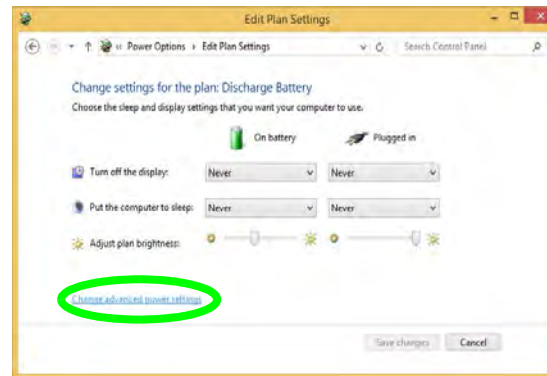 Edit Plan Settings
« Power Options › Edit Plan Settings
Search Control Panel
Change settings for the plan: Discharge Battery
Choose the sleep and display settings that you want your computer to use.
On battery
Plugged in
Turn off the display:
Never
Never
Put the computer to sleep:
Never
Never
Adjust plan brightness:
Change advanced power settings
Save changes
Cancel